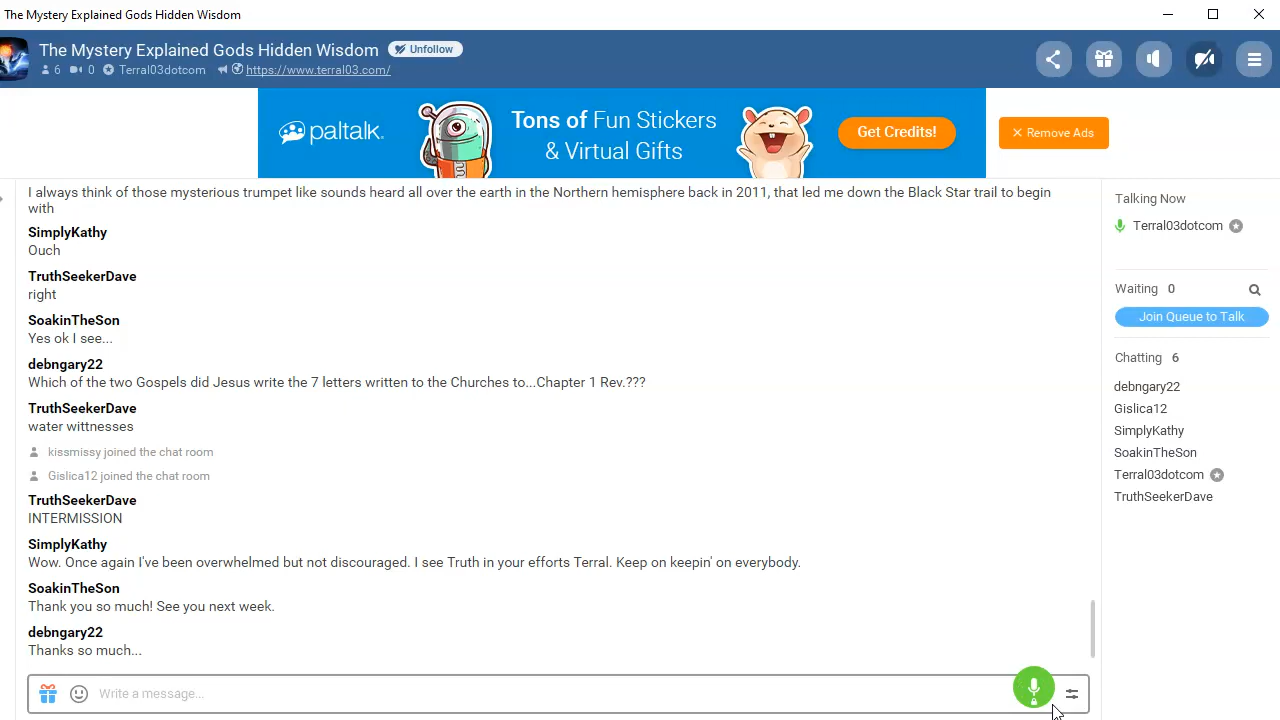 The Mystery Explained Gods Hidden Wisdom
The Mystery Explained Gods Hidden Wisdom Unfollow
6 0 Terral03dotcom https://www.terral03.com/
paltalk.
Tons of Fun Stickers
& Virtual Gifts
Get Credits!
Remove Ads
I always think of those mysterious trumpet like sounds heard all over the earth in the Northern hemisphere back in 2011, that led me down the Black Star trail to begin
with
SimplyKathy
Ouch
TruthSeekerDave
right
SoakinTheSon
Yes ok I see...
debngary22
Which of the two Gospels did Jesus write the 7 letters written to the Churches to...Chapter 1 Rev.???
TruthSeekerDave
water wittnesses
kissmissy joined the chat room
Gislica12 joined the chat room
TruthSeekerDave
INTERMISSION
SimplyKathy
Wow. Once again I've been overwhelmed but not discouraged. I see Truth in your efforts Terral. Keep on keepin' on everybody.
SoakinTheSon
Thank you so much! See you next week.
debngary22
Thanks so much...
Write a message...
Talking Now
Terral03dotcom
Waiting 0
Join Queue to Talk
Chatting 6
debngary22
Gislica12
SimplyKathy
SoakinTheSon
Terral03dotcom
TruthSeekerDave